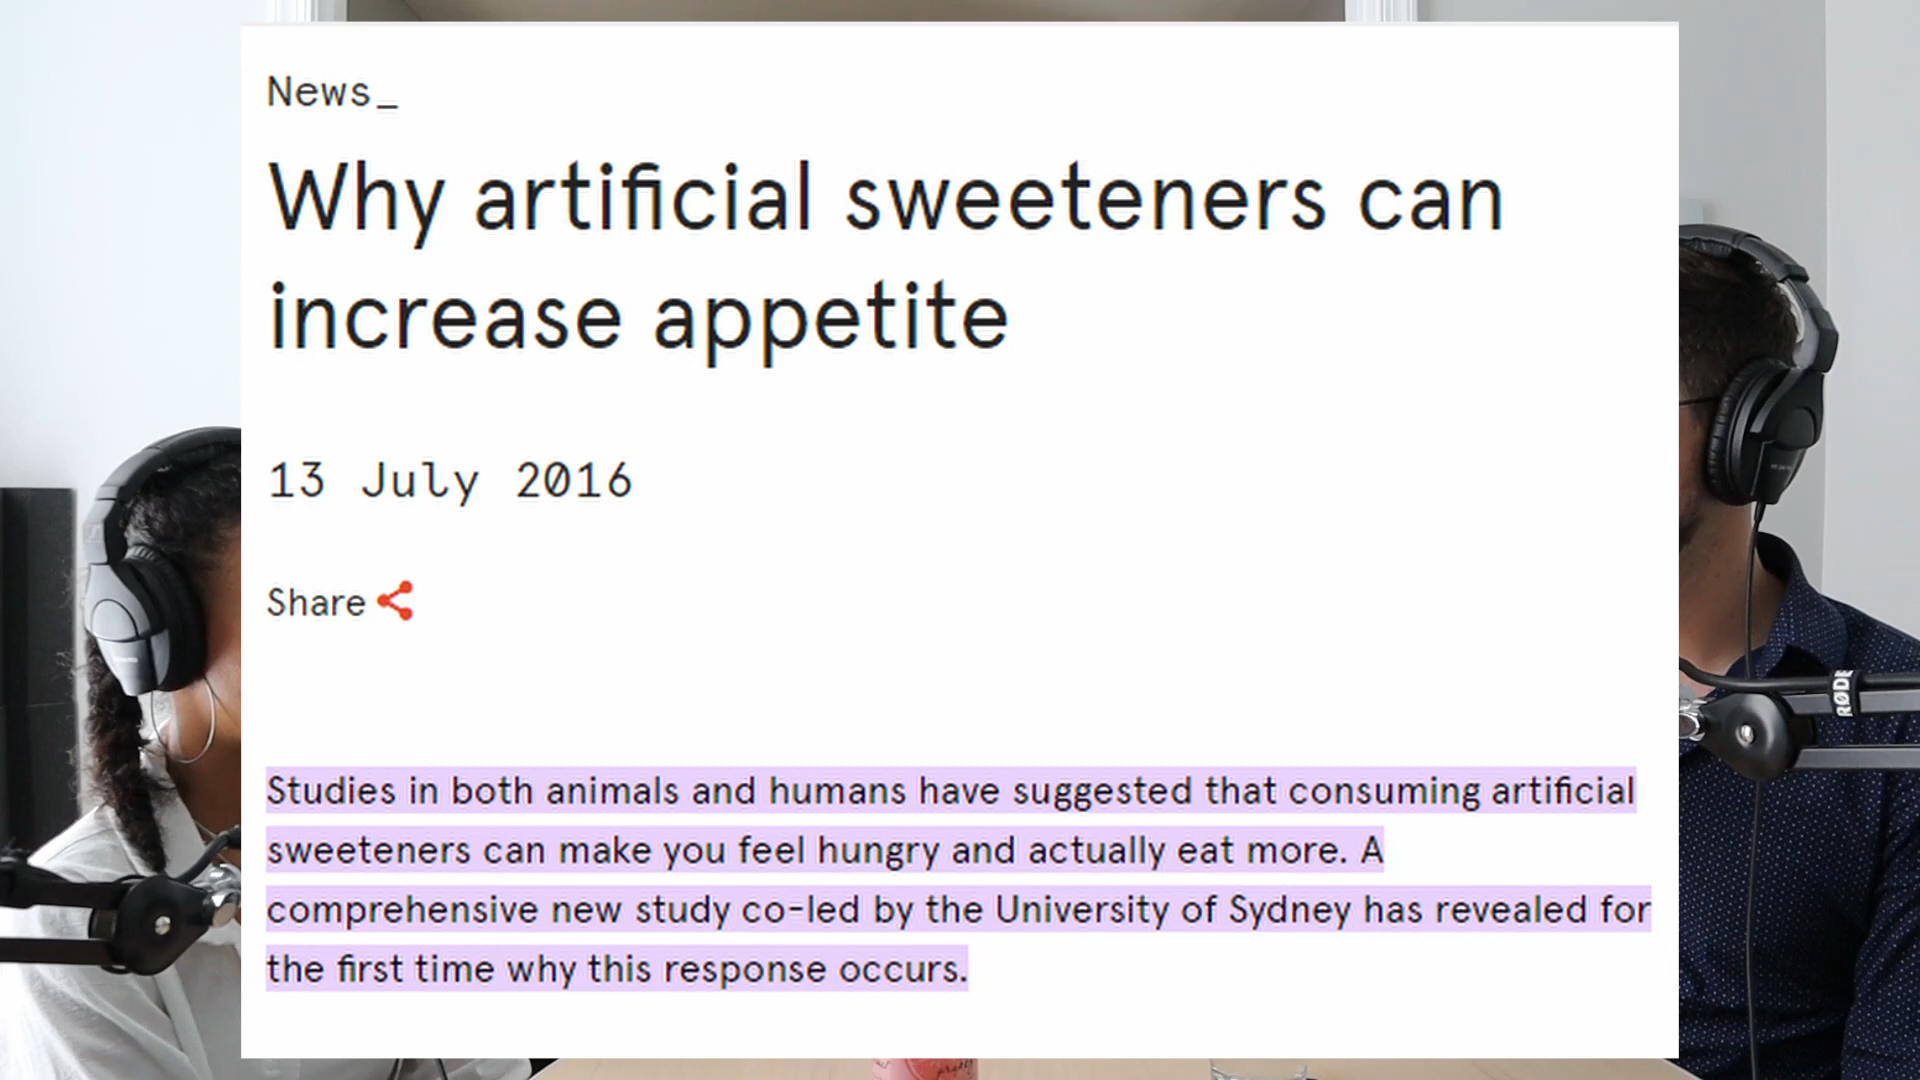 News_
Why artificial sweeteners can
increase appetite
13 July 2016
Share
Studies in both animals and humans have suggested that consuming artificial
sweeteners can make you feel hungry and actually eat more. A
comprehensive new study co-led by the University of Sydney has revealed for
the first time why this response occurs.
RØDE